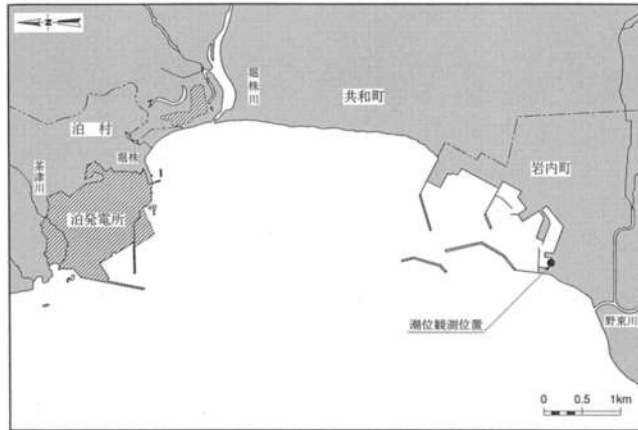 N
堀株川
共和町
泊 村
堀株
茶津川
岩内町
泊発電所
潮位観測位置
野束川
0 0.5 1km